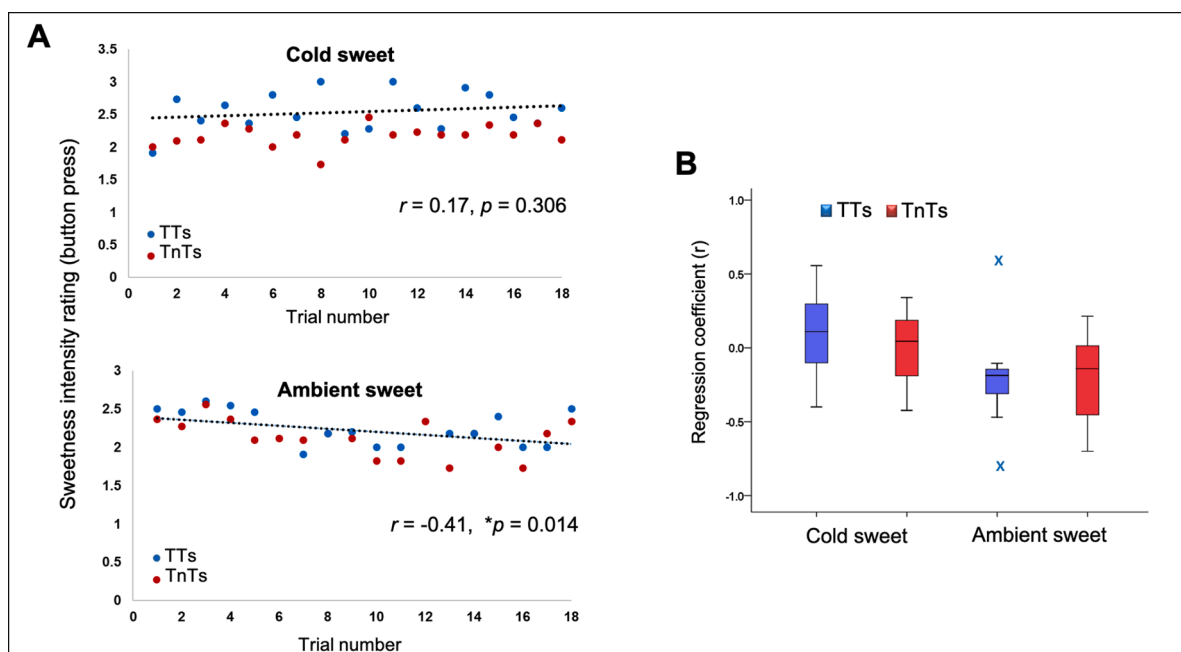 A
Sweetness intensity rating (button press)
Cold sweet
3.5
3
2.5
2
1.5
1
0.5
0
r = 0.17, p = 0.306
TTs
TnTs
0 2 4 6 8 10 12 14 16 18
Trial number
Ambient sweet
3
2.5
2
1.5
1
0.5
0
r = -0.41, *p = 0.014
TTs
TnTs
0 2 4 6 8 10 12 14 16 18
Trial number
B
Regression coefficient (r)
TTs TnTs
1.0
0.5
0.0
-0.5
-1.0
x
x
Cold sweet Ambient sweet